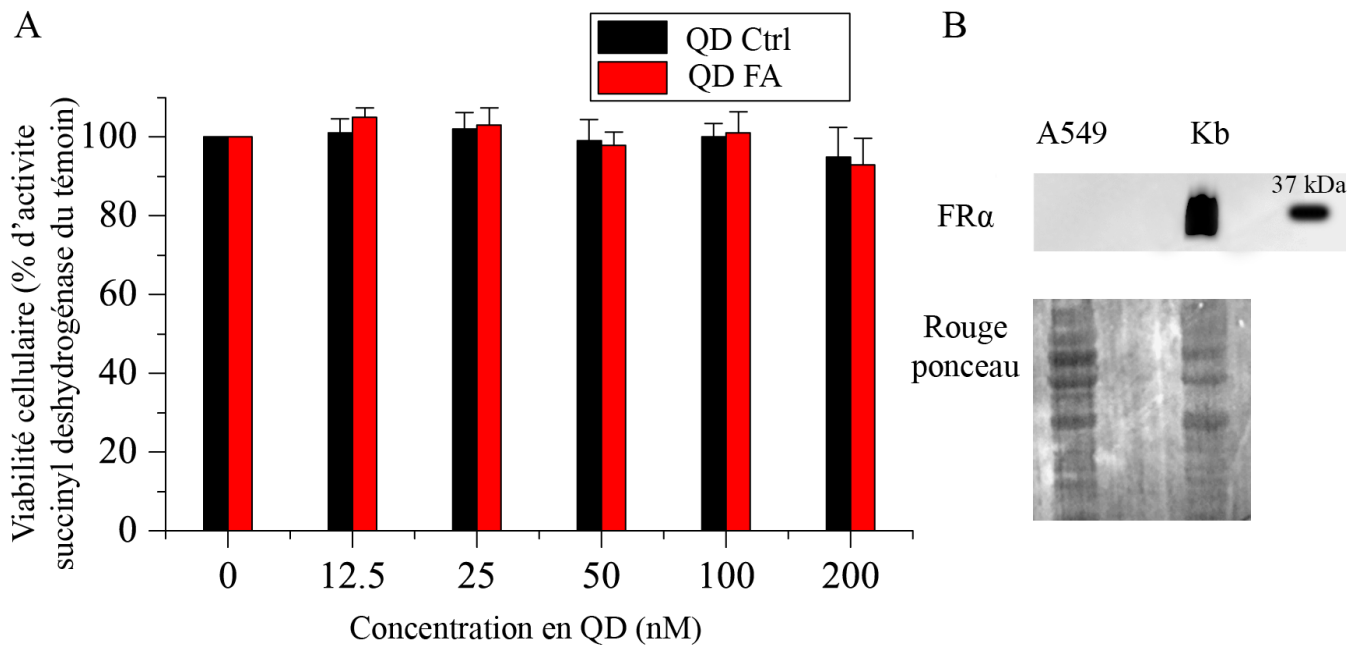 A
QD Ctrl
QD FA
Viabilité cellulaire (% d'activite
succinyl deshydrogénase du témoin)
100
80
60
40
20
0
0 12.5 25 50 100 200
Concentration en QD (nM)
B
A549 Kb
37 kDa
FRα
Rouge
ponceau